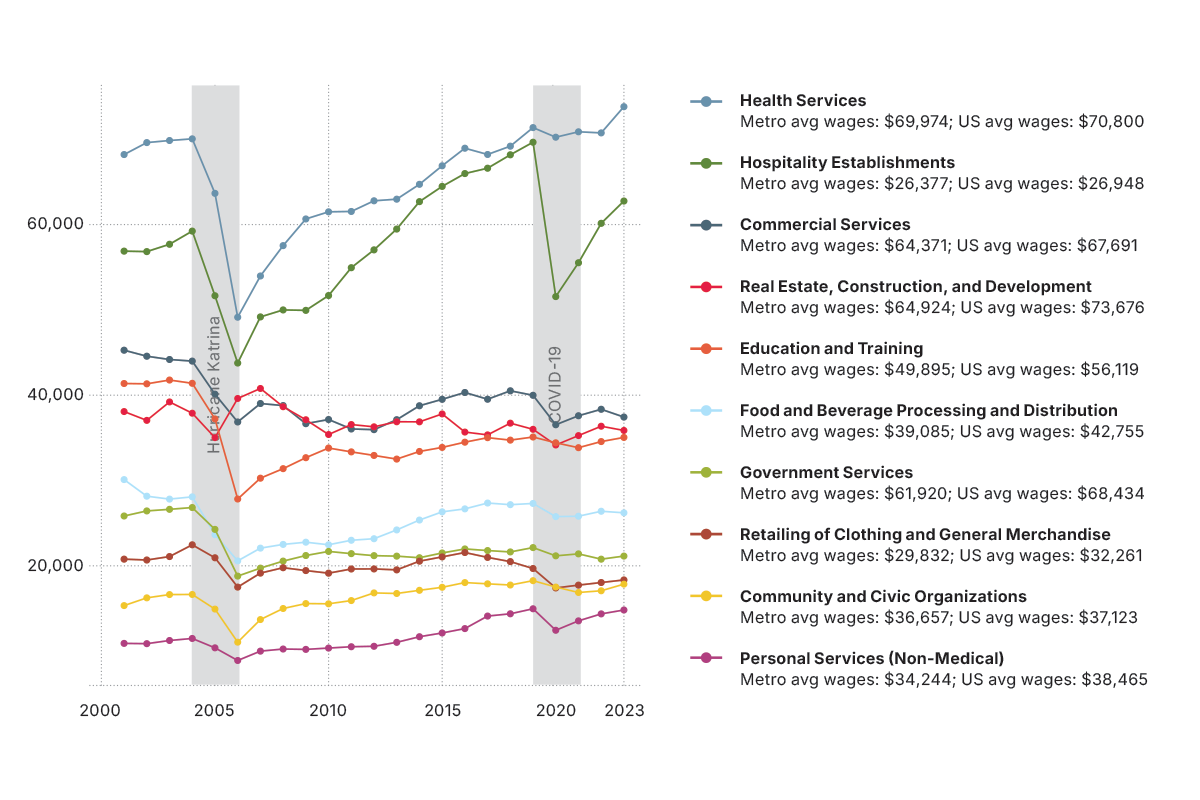 60,000
40,000
20,000
Hurricane Katrina
COVID-19
2000
2005
2010
2015
2020
2023
Health Services
Metro avg wages: $69,974; US avg wages: $70,800
Hospitality Establishments
Metro avg wages: $26,377; US avg wages: $26,948
Commercial Services
Metro avg wages: $64,371; US avg wages: $67,691
Real Estate, Construction, and Development
Metro avg wages: $64,924; US avg wages: $73,676
Education and Training
Metro avg wages: $49,895; US avg wages: $56,119
Food and Beverage Processing and Distribution
Metro avg wages: $39,085; US avg wages: $42,755
Government Services
Metro avg wages: $61,920; US avg wages: $68,434
Retailing of Clothing and General Merchandise
Metro avg wages: $29,832; US avg wages: $32,261
Community and Civic Organizations
Metro avg wages: $36,657; US avg wages: $37,123
Personal Services (Non-Medical)
Metro avg wages: $34,244; US avg wages: $38,465